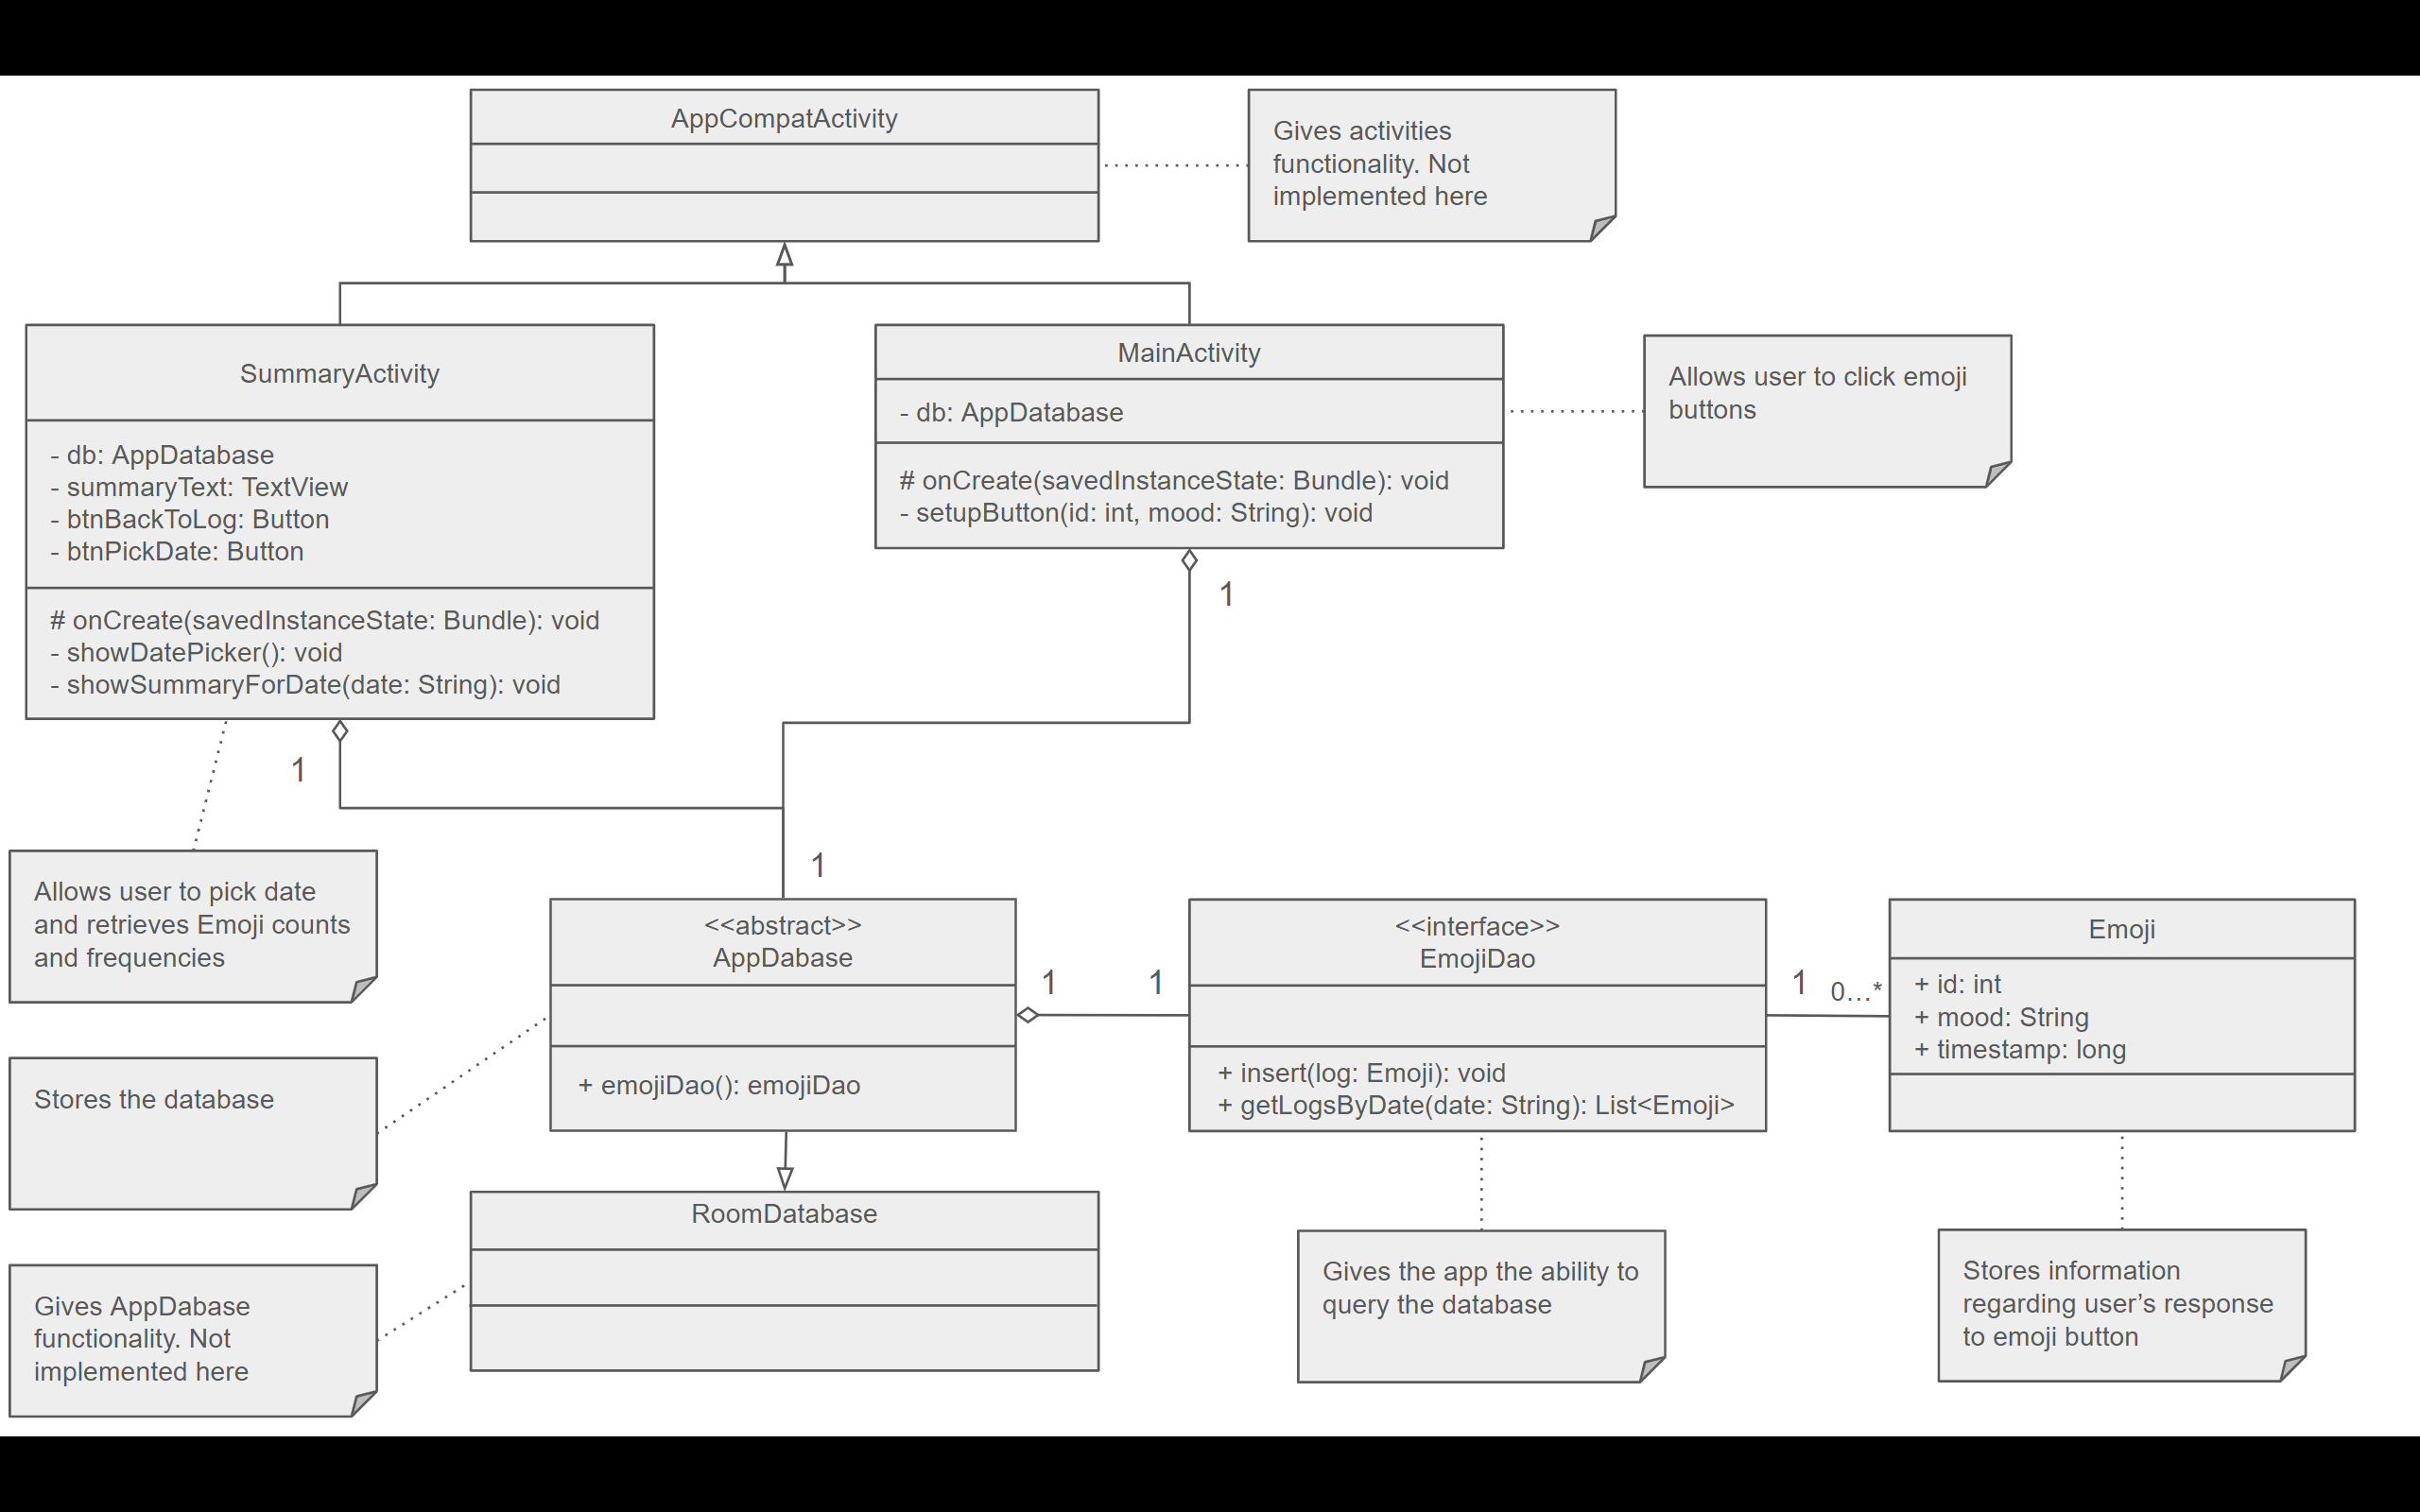 AppCompatActivity
Gives activities
functionality. Not
implemented here
SummaryActivity
- db: AppDatabase
- summaryText: TextView
- btnBackToLog: Button
- btnPickDate: Button
# onCreate(savedInstanceState: Bundle): void
- showDatePicker(): void
- showSummaryForDate(date: String): void
MainActivity
- db: AppDatabase
# onCreate(savedInstanceState: Bundle): void
- setupButton(id: int, mood: String): void
Allows user to click emoji
buttons
1
1
1
Allows user to pick date
and retrieves Emoji counts
and frequencies
<<abstract>>
AppDabase
+ emojiDao(): emojiDao
1
1
<<interface>>
EmojiDao
+ insert(log: Emoji): void
+ getLogsByDate(date: String): List<Emoji>
1
0...*
Emoji
+ id: int
+ mood: String
+ timestamp: long
Stores the database
RoomDatabase
Gives AppDabase
functionality. Not
implemented here
Gives the app the ability to
query the database
Stores information
regarding user’s response
to emoji button